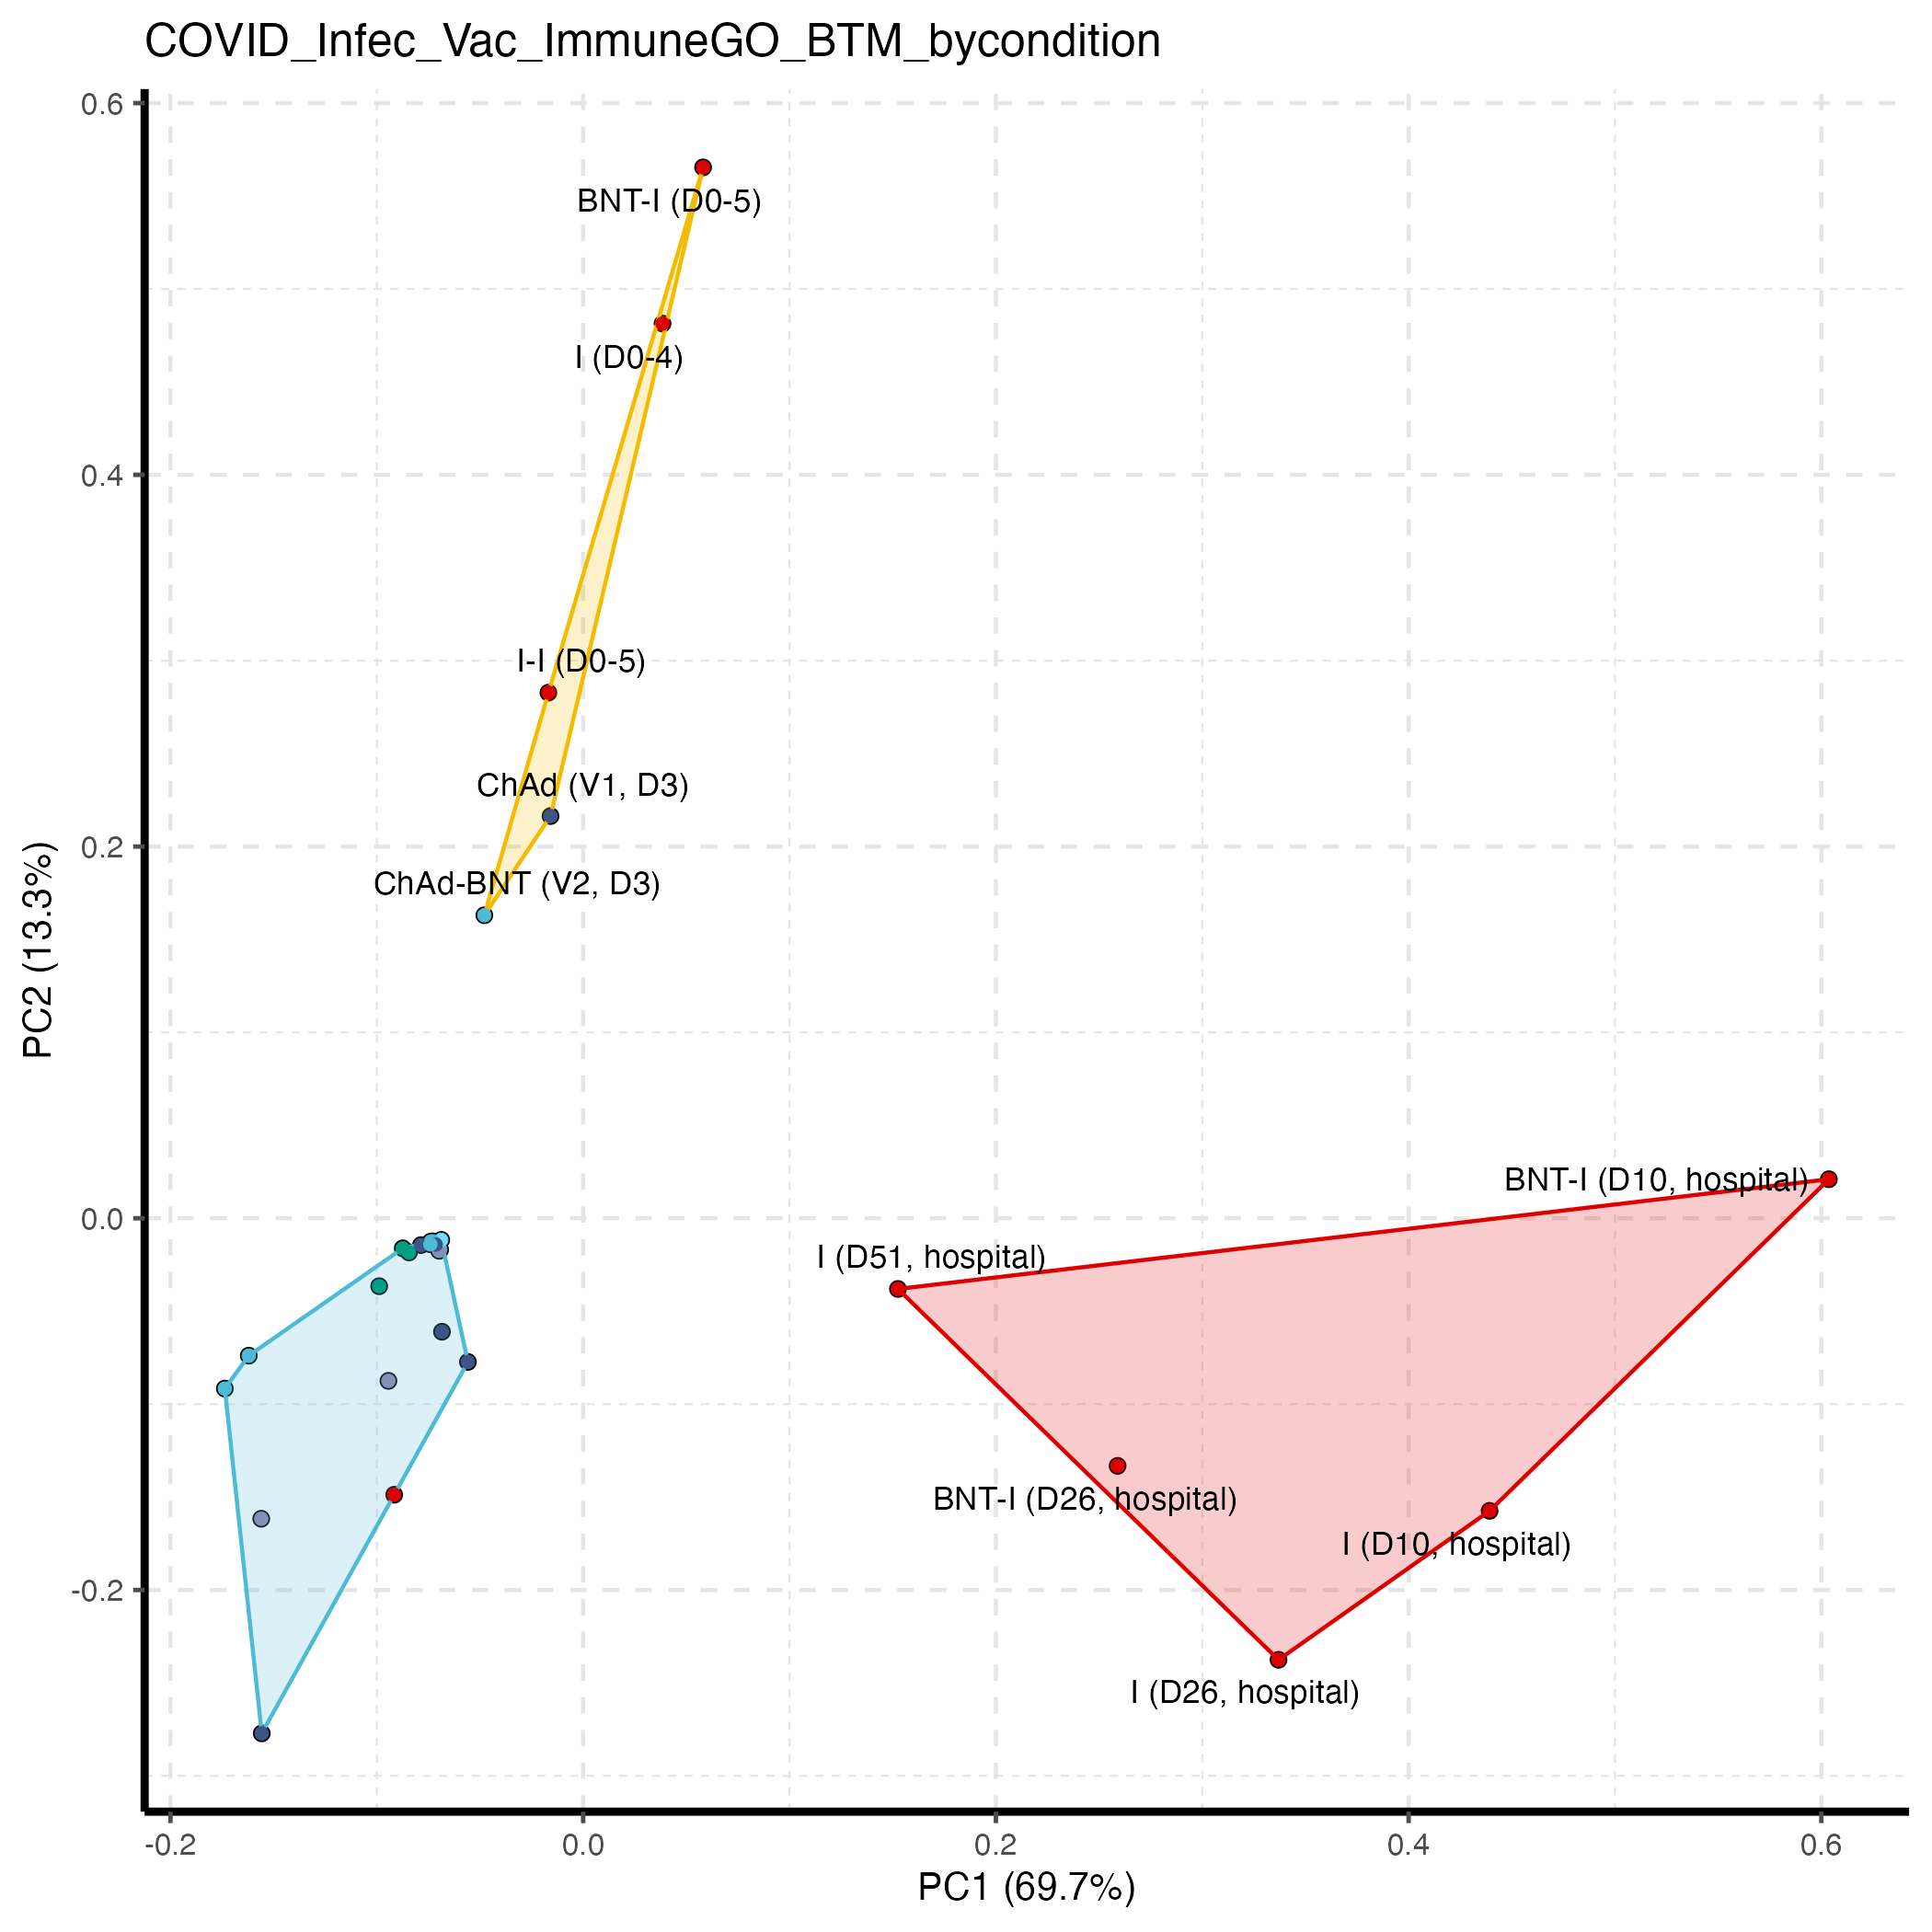 COVID_Infec_Vac_ImmuneGO_BTM_bycondition
0.6
BNT-I (D0-5)
I (D0-4)
0.4
I-I (D0-5)
ChAd (V1, D3)
0.2
ChAd-BNT (V2, D3)
PC2 (13.3%)
BNT-I (D10, hospital)
0.0
I (D51, hospital)
BNT-I (D26, hospital)
I (D10, hospital)
-0.2
I (D26, hospital)
-0.2 0.0 0.2 0.4 0.6
PC1 (69.7%)